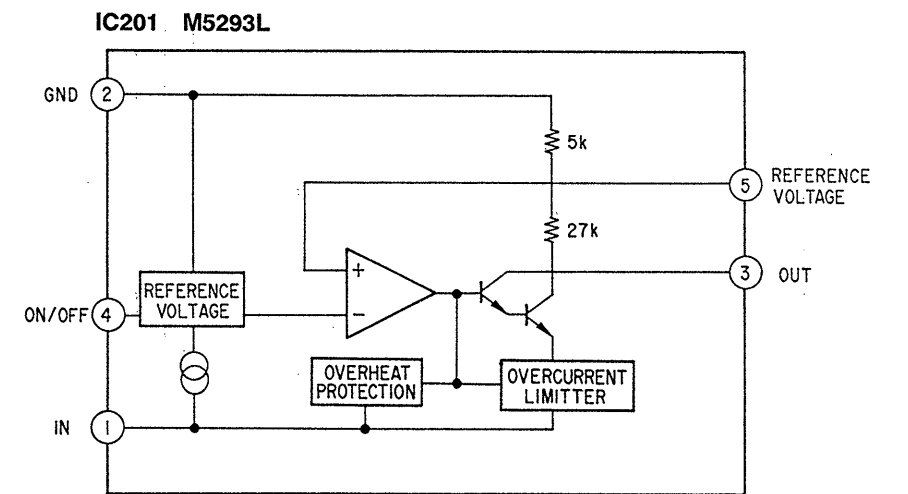 IC201 M5293L
GND 2
5k
5 REFERENCE
VOLTAGE
27k
3 OUT
+
REFERENCE
VOLTAGE
ON/OFF 4
−
OVERHEAT
PROTECTION
OVERCURRENT
LIMITTER
IN 1